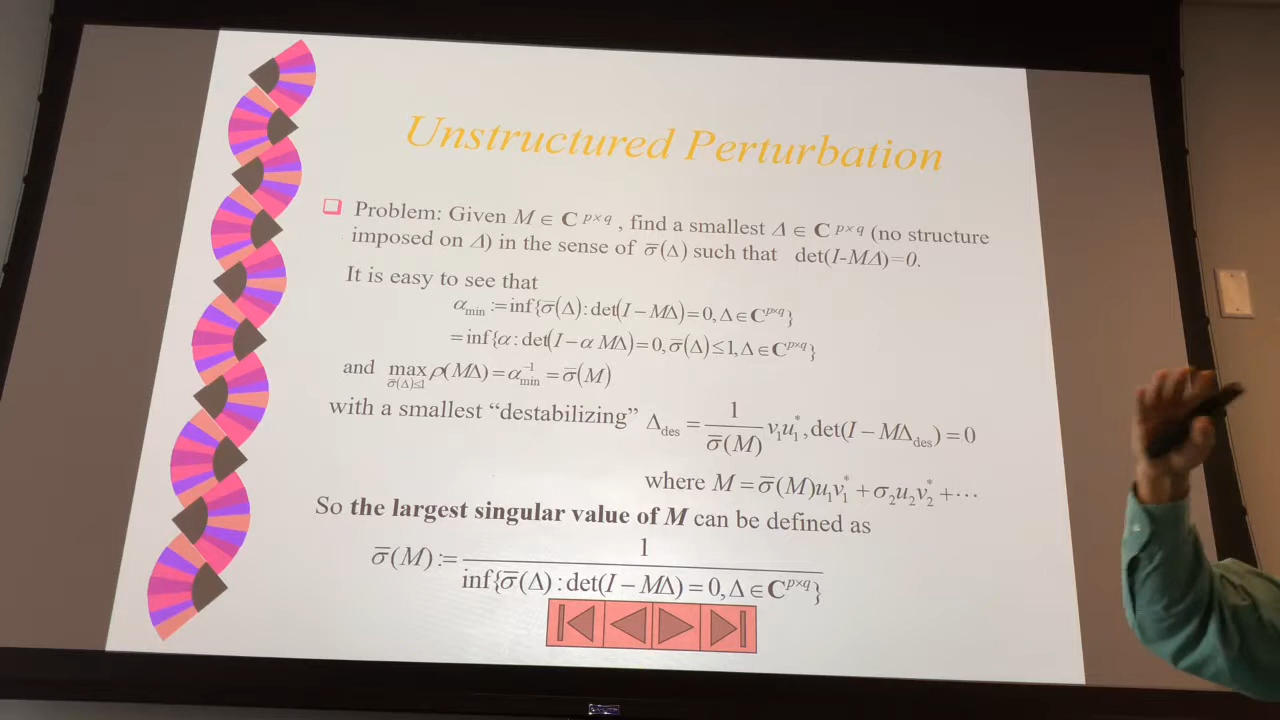 Unstructured Perturbation
Problem: Given M ∈ C^{p×q}, find a smallest Δ ∈ C^{p×q} (no structure
imposed on Δ) in the sense of σ̅(Δ) such that det(I-MΔ)=0.
It is easy to see that
α_min := inf{σ̅(Δ) : det(I − MΔ) = 0, Δ ∈ C^{p×q}}
= inf{α : det(I − α MΔ) = 0, σ̅(Δ) ≤ 1, Δ ∈ C^{p×q}}
and max_{σ̅(Δ)≤1} ρ(MΔ) = α_min^{-1} = σ̅(M)
with a smallest “destabilizing” Δ_des = 1/σ̅(M) v₁u₁^*, det(I − MΔ_des) = 0
where M = σ̅(M)u₁v₁^* + σ₂u₂v₂^* + ⋯
So the largest singular value of M can be defined as
σ̅(M) := 1 / inf{σ̅(Δ) : det(I − MΔ) = 0, Δ ∈ C^{p×q}}